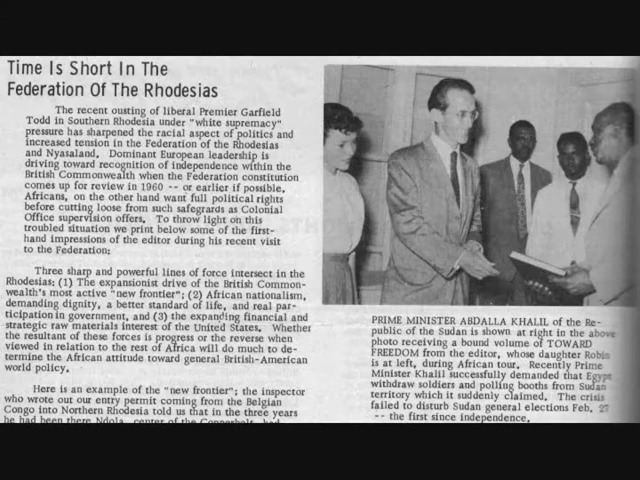 Time Is Short In The
Federation Of The Rhodesias
The recent ousting of liberal Premier Garfield
Todd in Southern Rhodesia under "white supremacy"
pressure has sharpened the racial aspect of politics and
increased tension in the Federation of the Rhodesias
and Nyasaland. Dominant European leadership is
driving toward recognition of independence within the
British Commonwealth when the Federation constitution
comes up for review in 1960 -- or earlier if possible.
Africans, on the other hand want full political rights
before cutting loose from such safegrards as Colonial
Office supervision offers. To throw light on this
troubled situation we print below some of the first-
hand impressions of the editor during his recent visit
to the Federation:
Three sharp and powerful lines of force intersect in the
Rhodesias: (1) The expansionist drive of the British Common-
wealth's most active "new frontier"; (2) African nationalism,
demanding dignity, a better standard of life, and real par-
ticipation in government, and (3) the expanding financial and
strategic raw materials interest of the United States. Whether
the resultant of these forces is progress or the reverse when
viewed in relation to the rest of Africa will do much to de-
termine the African attitude toward general British-American
world policy.
Here is an example of the "new frontier": the inspector
who wrote out our entry permit coming from the Belgian
Congo into Northern Rhodesia told us that in the three years
he had been there Ndola, center of the Copperbelt, had
PRIME MINISTER ABDALLA KHALIL of the Re-
public of the Sudan is shown at right in the above
photo receiving a bound volume of TOWARD
FREEDOM from the editor, whose daughter Robin
is at left, during African tour. Recently Prime
Minister Khalil successfully demanded that Egypt
withdraw soldiers and polling booths from Sudan
territory which it suddenly claimed. The crisis
failed to disturb Sudan general elections Feb. 27
-- the first since independence.